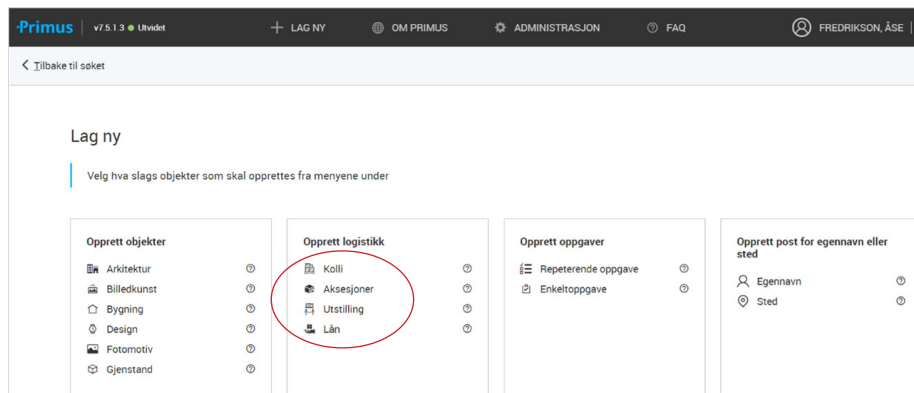 Primus v7.5.1.3 Utvidet LAG NY OM PRIMUS ADMINISTRASJON FAQ FREDRIKSON, ÅSE
Tilbake til søket
Lag ny
Velg hva slags objekter som skal opprettes fra menyene under
Opprett objekter
Arkitektur
Billedkunst
Bygning
Design
Fotomotiv
Gjenstand
Opprett logistikk
Kolli
Aksesjoner
Utstilling
Lån
Opprett oppgaver
Repeterende oppgave
Enkeltoppgave
Opprett post for egennavn eller
sted
Egennavn
Sted